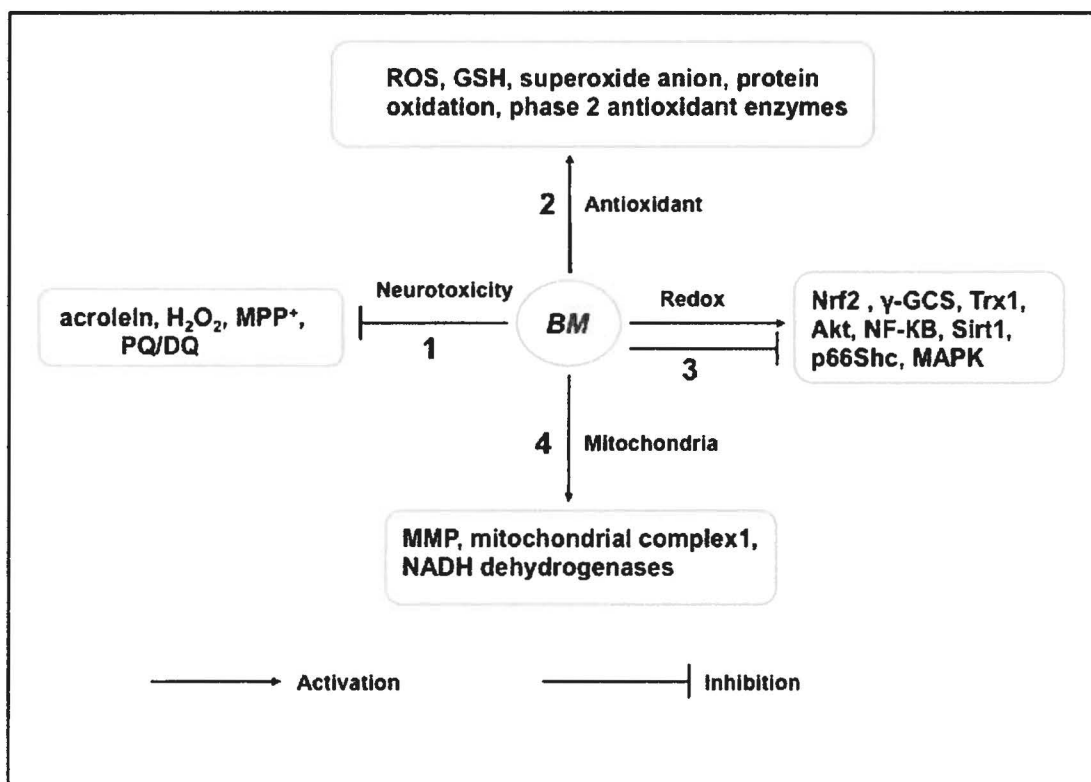 ROS, GSH, superoxide anion, protein
oxidation, phase 2 antioxidant enzymes
2
Antioxidant
Neurotoxicity
acrolein, H₂O₂, MPP⁺,
PQ/DQ
1
BM
Redox
3
Nrf2 , γ-GCS, Trx1,
Akt, NF-KB, Sirt1,
p66Shc, MAPK
4
Mitochondria
MMP, mitochondrial complex1,
NADH dehydrogenases
Activation
Inhibition